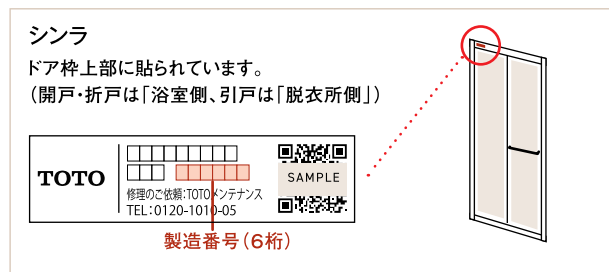 シンラ
ドア枠上部に貼られています。
（開戸・折戸は「浴室側、引戸は「脱衣所側」）
TOTO
修理のご依頼：TOTOメンテナンス
TEL：0120-1010-05
SAMPLE
製造番号（6桁）